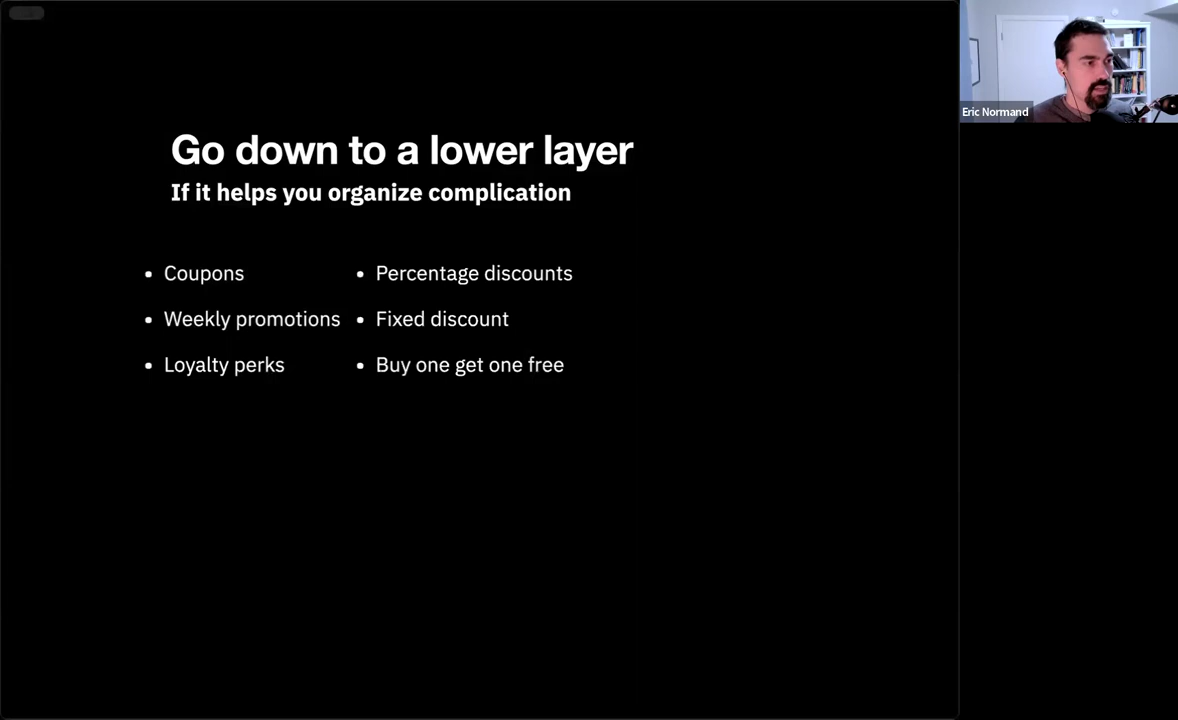 Go down to a lower layer
If it helps you organize complication
• Coupons
• Weekly promotions
• Loyalty perks
• Percentage discounts
• Fixed discount
• Buy one get one free
Eric Normand